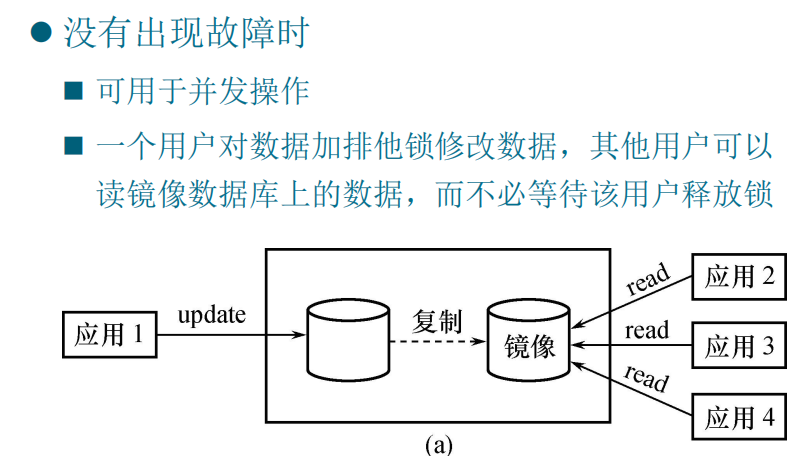 没有出现故障时
可用于并发操作
一个用户对数据加排他锁修改数据，其他用户可以
读镜像数据库上的数据，而不必等待该用户释放锁
应用 1
update
复制
镜像
read
应用 2
read
应用 3
read
应用 4
(a)